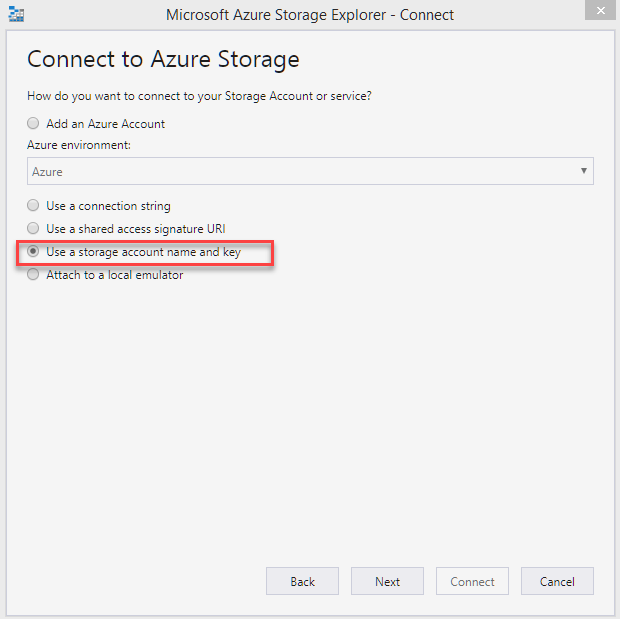 Microsoft Azure Storage Explorer - Connect
Connect to Azure Storage
How do you want to connect to your Storage Account or service?
Add an Azure Account
Azure environment:
Azure
Use a connection string
Use a shared access signature URI
Use a storage account name and key
Attach to a local emulator
Back Next Connect Cancel